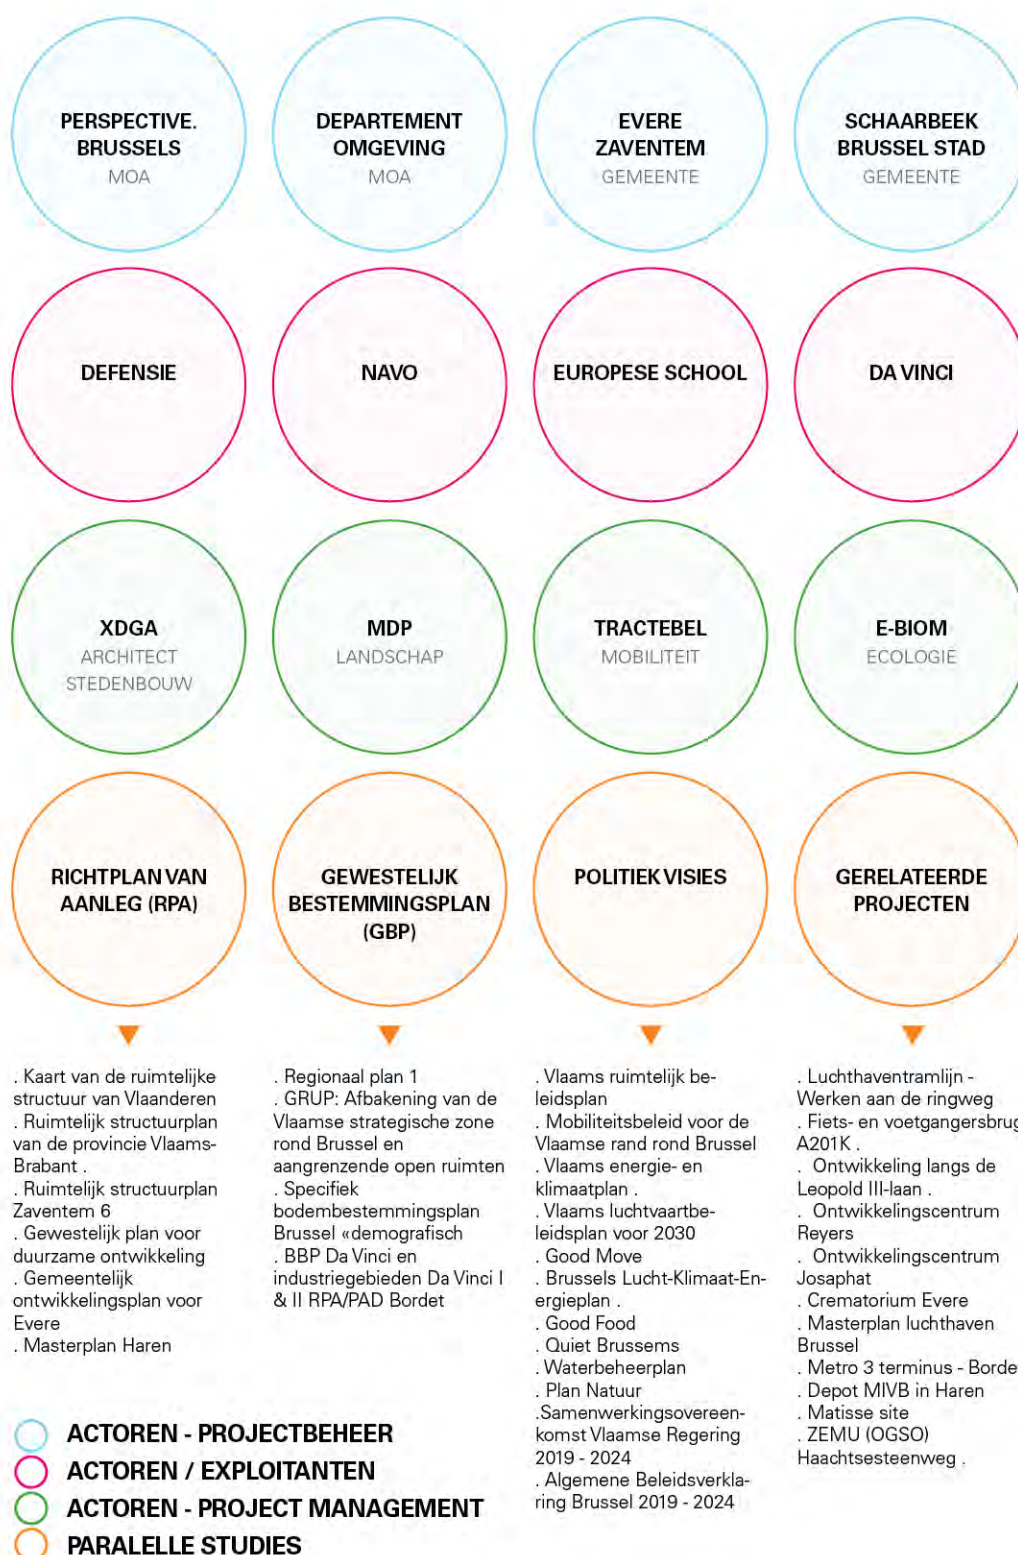 PERSPECTIVE.
BRUSSELS
MOA
DEPARTEMENT
OMGEVING
MOA
EVERE
ZAVENTEM
GEMEENTE
SCHAARBEEK
BRUSSEL STAD
GEMEENTE
DEFENSIE
NAVO
EUROPESE SCHOOL
DA VINCI
XDGA
ARCHITECT
STEDENBOUW
MDP
LANDSCHAP
TRACTEBEL
MOBILITEIT
E-BIOM
ECOLOGIE
RICHTPLAN VAN
AANLEG (RPA)
GEWESTELIJK
BESTEMMINGSPLAN
(GBP)
POLITIEK VISIES
GERELATEERDE
PROJECTEN
. Kaart van de ruimtelijke
structuur van Vlaanderen
. Ruimtelijk structuurplan
van de provincie Vlaams-
Brabant .
. Ruimtelijk structuurplan
Zaventem 6
. Gewestelijk plan voor
duurzame ontwikkeling
. Gemeentelijk
ontwikkelingsplan voor
Evere
. Masterplan Haren
. Regionaal plan 1
. GRUP: Afbakening van de
Vlaamse strategische zone
rond Brussel en
aangrenzende open ruimten
. Specifiek
bodembestemmingsplan
Brussel «demografisch
. BBP Da Vinci en
industriegebieden Da Vinci I
& II RPA/PAD Bordet
. Vlaams ruimtelijk be-
leidsplan
. Mobiliteitsbeleid voor de
Vlaamse rand rond Brussel
. Vlaams energie- en
klimaatplan .
. Vlaams luchtvaartbe-
leidsplan voor 2030
. Good Move
. Brussels Lucht-Klimaat-En-
ergieplan .
. Good Food
. Quiet Brussems
. Waterbeheerplan
. Plan Natuur
.Samenwerkingsovereen-
komst Vlaamse Regering
2019 - 2024
. Algemene Beleidsverkla-
ring Brussel 2019 - 2024
. Luchthaventramlijn -
Werken aan de ringweg
. Fiets- en voetgangersbrug
A201K .
. Ontwikkeling langs de
Leopold III-laan .
. Ontwikkelingscentrum
Reyers
. Ontwikkelingscentrum
Josaphat
. Crematorium Evere
. Masterplan luchthaven
Brussel
. Metro 3 terminus - Borde
. Depot MIVB in Haren
. Matisse site
. ZEMU (OGSO)
Haachtsesteenweg .
ACTOREN - PROJECTBEHEER
ACTOREN / EXPLOITANTEN
ACTOREN - PROJECT MANAGEMENT
PARALELLE STUDIES